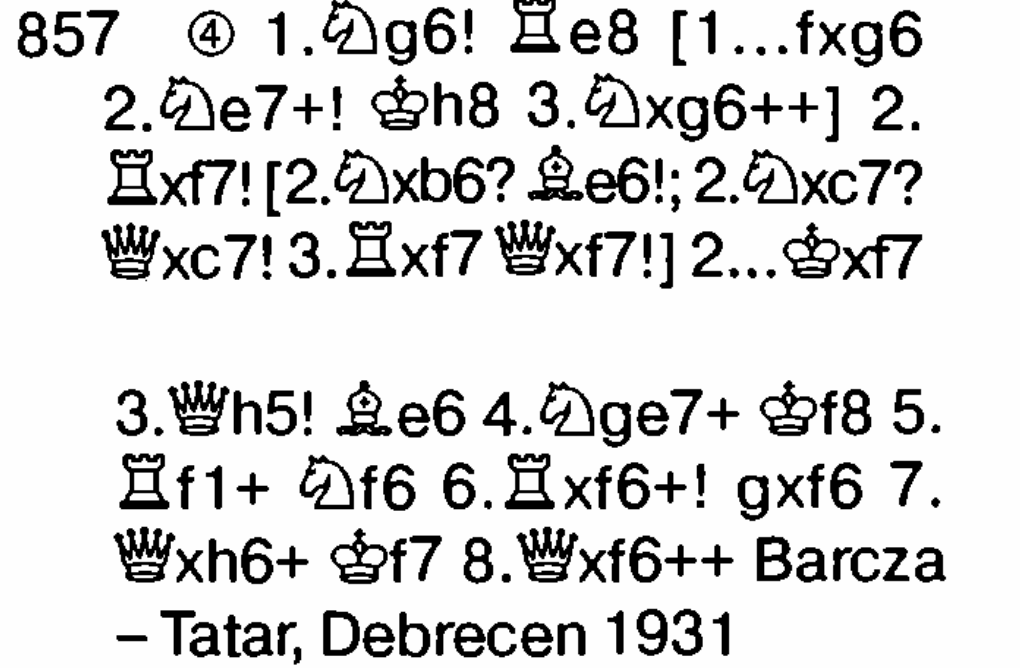 857 ④ 1.♘g6! ♖e8 [1...fxg6
2.♘e7+! ♔h8 3.♘xg6++] 2.
♖xf7! [2.♘xb6? ♗e6!; 2.♘xc7?
♕xc7! 3.♖xf7 ♕xf7!] 2...♔xf7
3.♕h5! ♗e6 4.♘ge7+ ♔f8 5.
♖f1+ ♘f6 6.♖xf6+! gxf6 7.
♕xh6+ ♔f7 8.♕xf6++ Barcza
– Tatar, Debrecen 1931